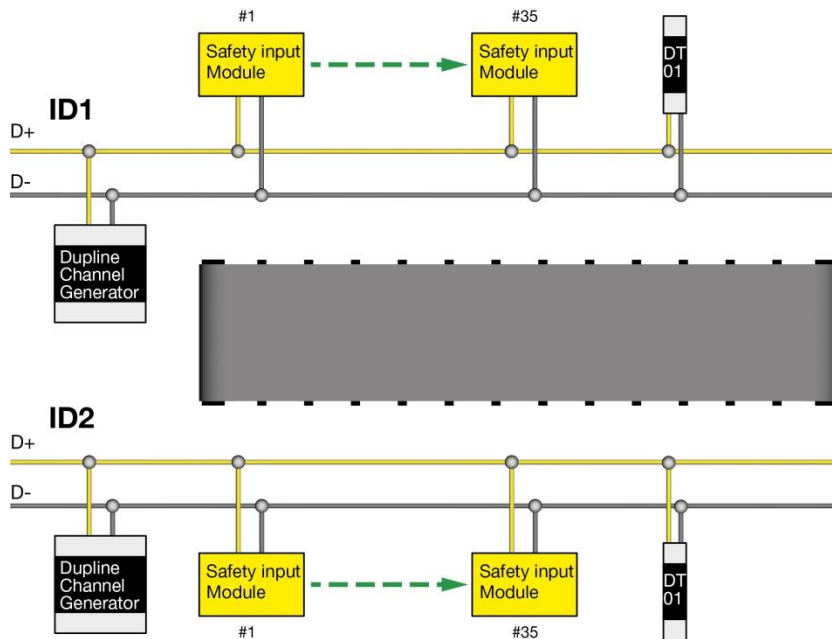 #1
#35
Safety input
Module
Safety input
Module
DT
01
ID1
D+
D-
Dupline
Channel
Generator
ID2
D+
D-
Dupline
Channel
Generator
Safety input
Module
Safety input
Module
DT
01
#1
#35